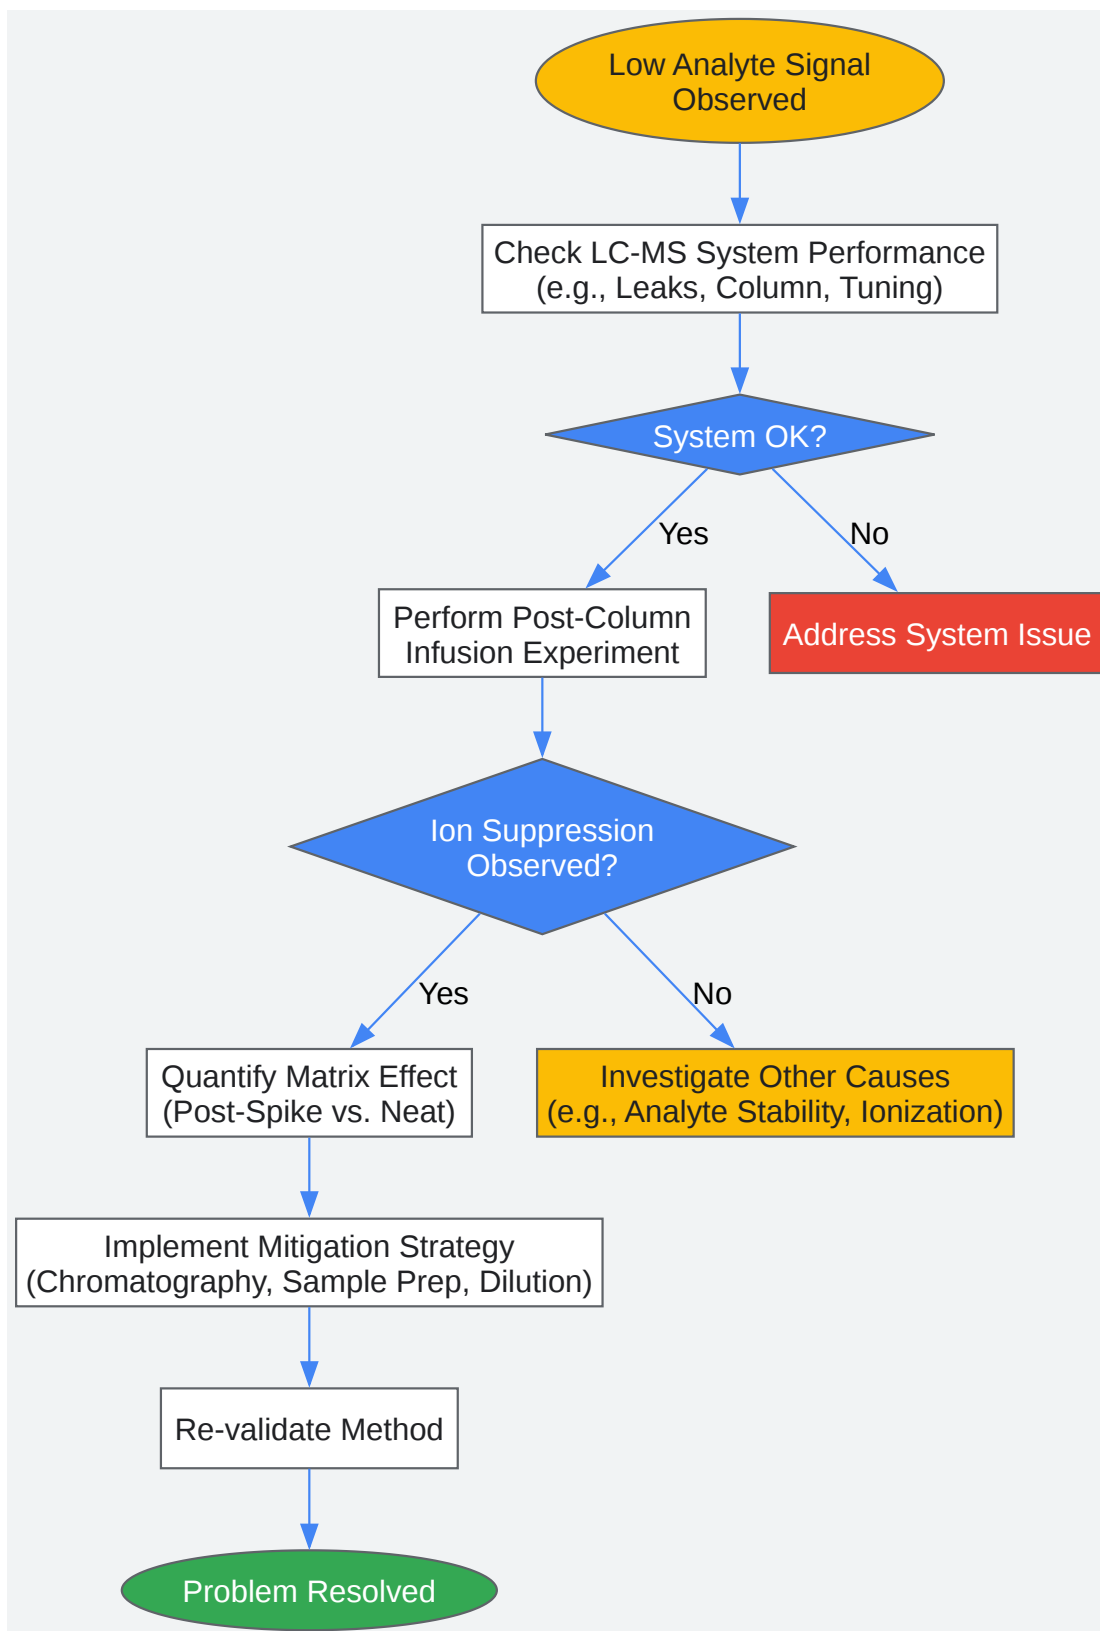 Low Analyte Signal
Observed
Check LC-MS System Performance
(e.g., Leaks, Column, Tuning)
System OK?
Yes
No
Perform Post-Column
Infusion Experiment
Address System Issue
Ion Suppression
Observed?
Yes
No
Quantify Matrix Effect
(Post-Spike vs. Neat)
Investigate Other Causes
(e.g., Analyte Stability, Ionization)
Implement Mitigation Strategy
(Chromatography, Sample Prep, Dilution)
Re-validate Method
Problem Resolved